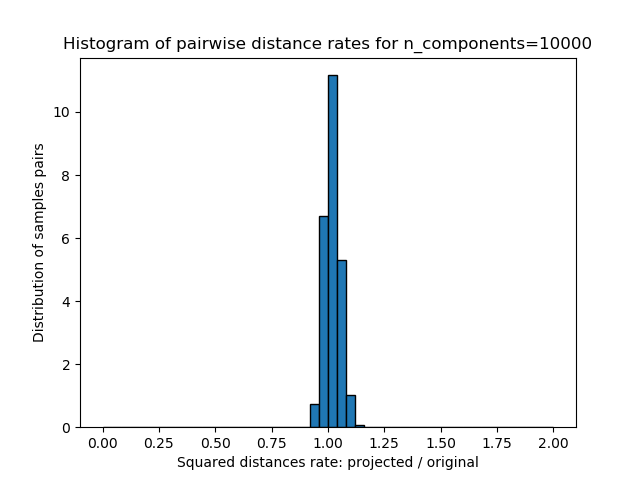 Histogram of pairwise distance rates for n_components=10000
Distribution of samples pairs
10
8
6
4
2
0
0.00 0.25 0.50 0.75 1.00 1.25 1.50 1.75 2.00
Squared distances rate: projected / original